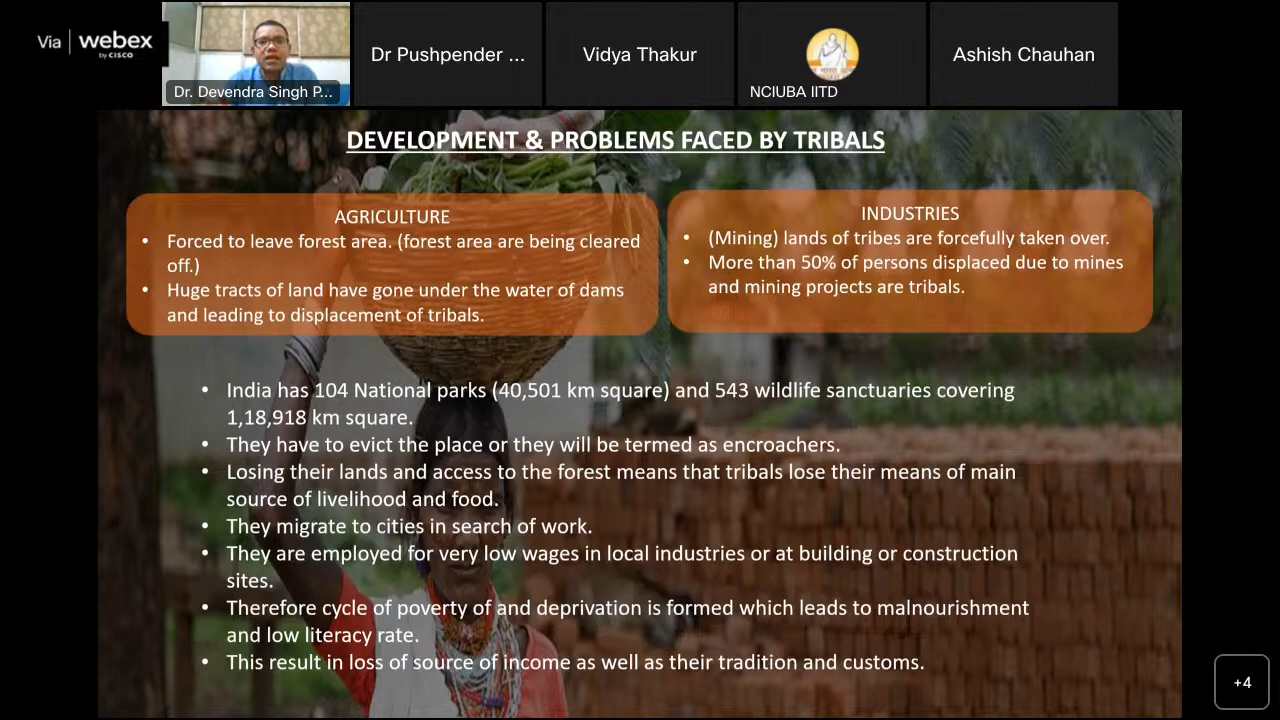 Via | webex
by CISCO
Dr. Devendra Singh P...
Dr Pushpender ...
Vidya Thakur
NCIUBA IITD
Ashish Chauhan
DEVELOPMENT & PROBLEMS FACED BY TRIBALS
AGRICULTURE
• Forced to leave forest area. (forest area are being cleared
off.)
• Huge tracts of land have gone under the water of dams
and leading to displacement of tribals.
INDUSTRIES
• (Mining) lands of tribes are forcefully taken over.
• More than 50% of persons displaced due to mines
and mining projects are tribals.
• India has 104 National parks (40,501 km square) and 543 wildlife sanctuaries covering
1,18,918 km square.
• They have to evict the place or they will be termed as encroachers.
• Losing their lands and access to the forest means that tribals lose their means of main
source of livelihood and food.
• They migrate to cities in search of work.
• They are employed for very low wages in local industries or at building or construction
sites.
• Therefore cycle of poverty of and deprivation is formed which leads to malnourishment
and low literacy rate.
• This result in loss of source of income as well as their tradition and customs.
+4